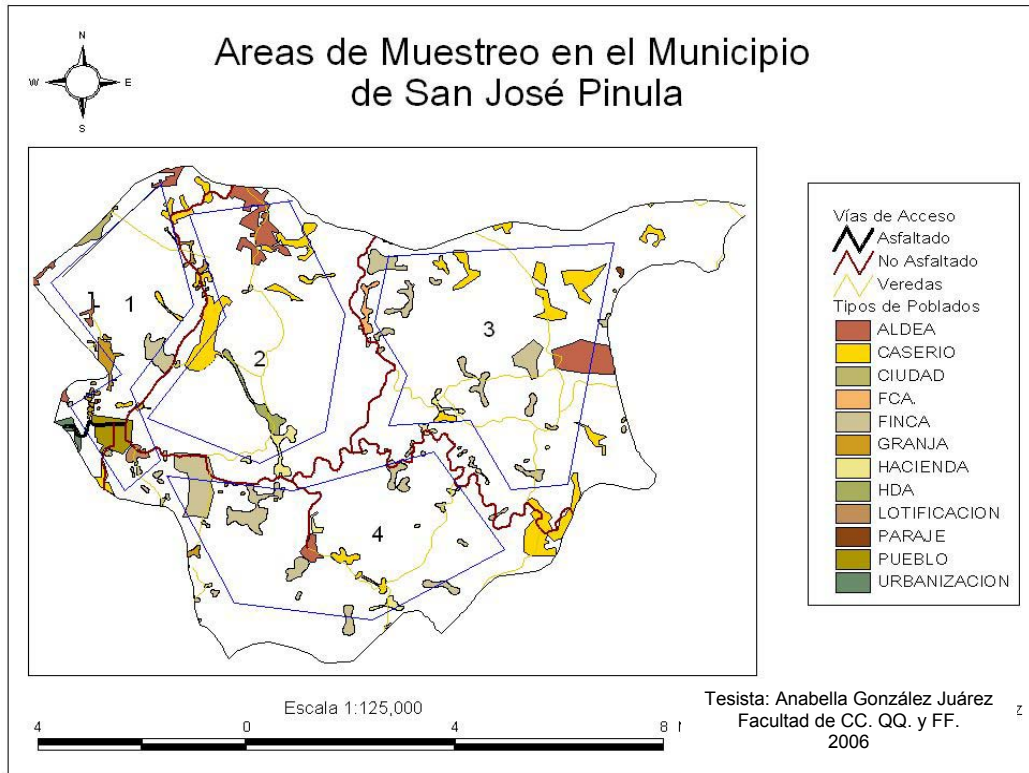 Areas de Muestreo en el Municipio
de San José Pinula
N
W
E
S
1
2
3
4
Vías de Acceso
Asfaltado
No Asfaltado
Veredas
Tipos de Poblados
ALDEA
CASERIO
CIUDAD
FCA.
FINCA
GRANJA
HACIENDA
HDA
LOTIFICACION
PARAJE
PUEBLO
URBANIZACION
Escala 1:125,000
4 0 4 8
Tesista: Anabella González Juárez
Facultad de CC. QQ. y FF.
2006